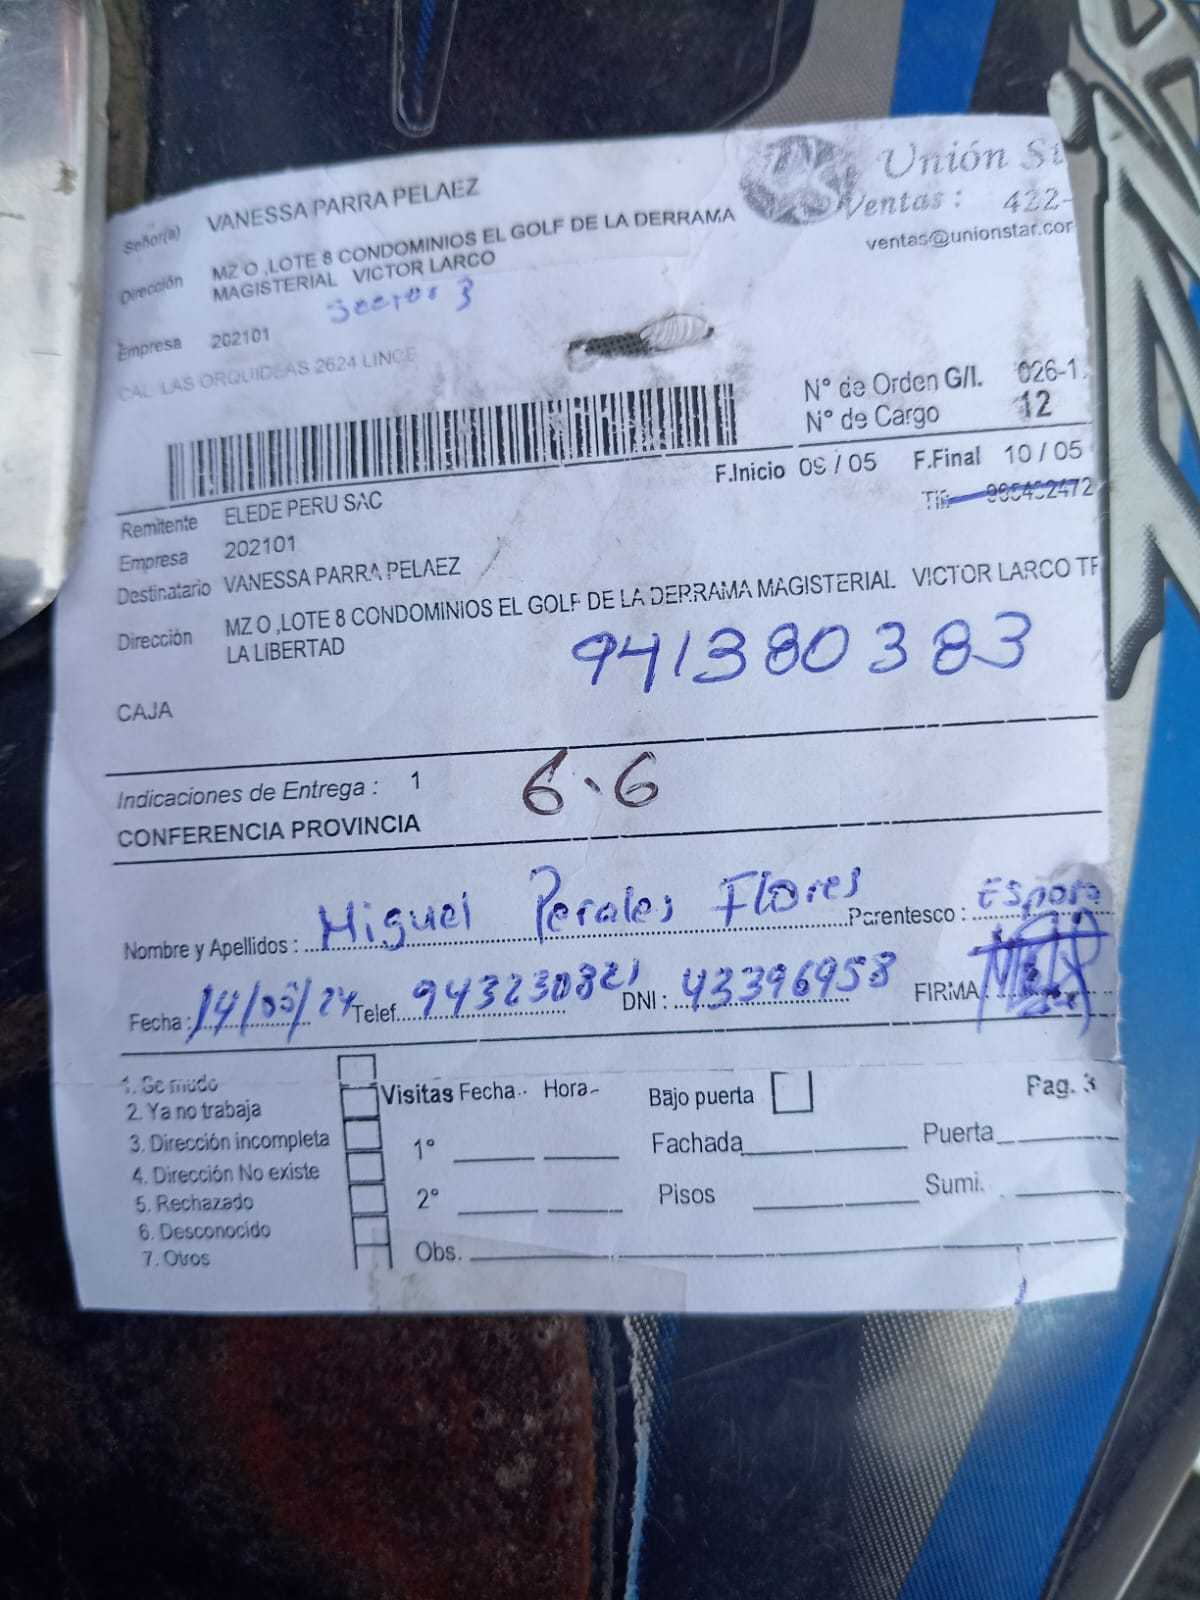 Unión St
Ventas : 422-
ventas@unionstar.cor
Señor(a) VANESSA PARRA PELAEZ
Dirección MZ O ,LOTE 8 CONDOMINIOS EL GOLF DE LA DERRAMA
MAGISTERIAL VICTOR LARCO
Sector 3
Empresa 202101
CAL LAS ORQUIDEAS 2624 LINCE
N° de Orden G/I. 026-1
N° de Cargo 12
F.Inicio 09 / 05 F.Final 10 / 05
Remitente ELEDE PERU SAC
Empresa 202101
Destinatario VANESSA PARRA PELAEZ
Dirección MZ O ,LOTE 8 CONDOMINIOS EL GOLF DE LA DERRAMA MAGISTERIAL VICTOR LARCO TR
LA LIBERTAD
941380383
CAJA
Indicaciones de Entrega : 1
6.6
CONFERENCIA PROVINCIA
Nombre y Apellidos : Miguel Perales Flores Parentesco : Esposo
Fecha : 14/05/24 Telef. 943230821 DNI : 43396958 FIRMA
1. Se mudo
2. Ya no trabaja
3. Dirección incompleta
4. Dirección No existe
5. Rechazado
6. Desconocido
7. Otros
Visitas Fecha-- Hora-
1°
2°
Obs.
Bajo puerta
Pag. 3
Fachada Puerta
Pisos Sumi.